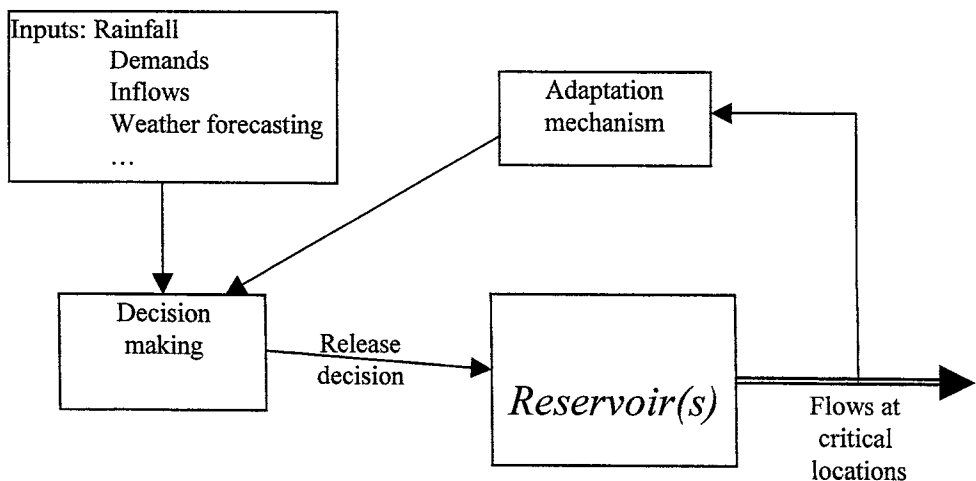 Inputs: Rainfall
Demands
Inflows
Weather forecasting
…
Adaptation
mechanism
Decision
making
Release
decision
Reservoir(s)
Flows at
critical
locations